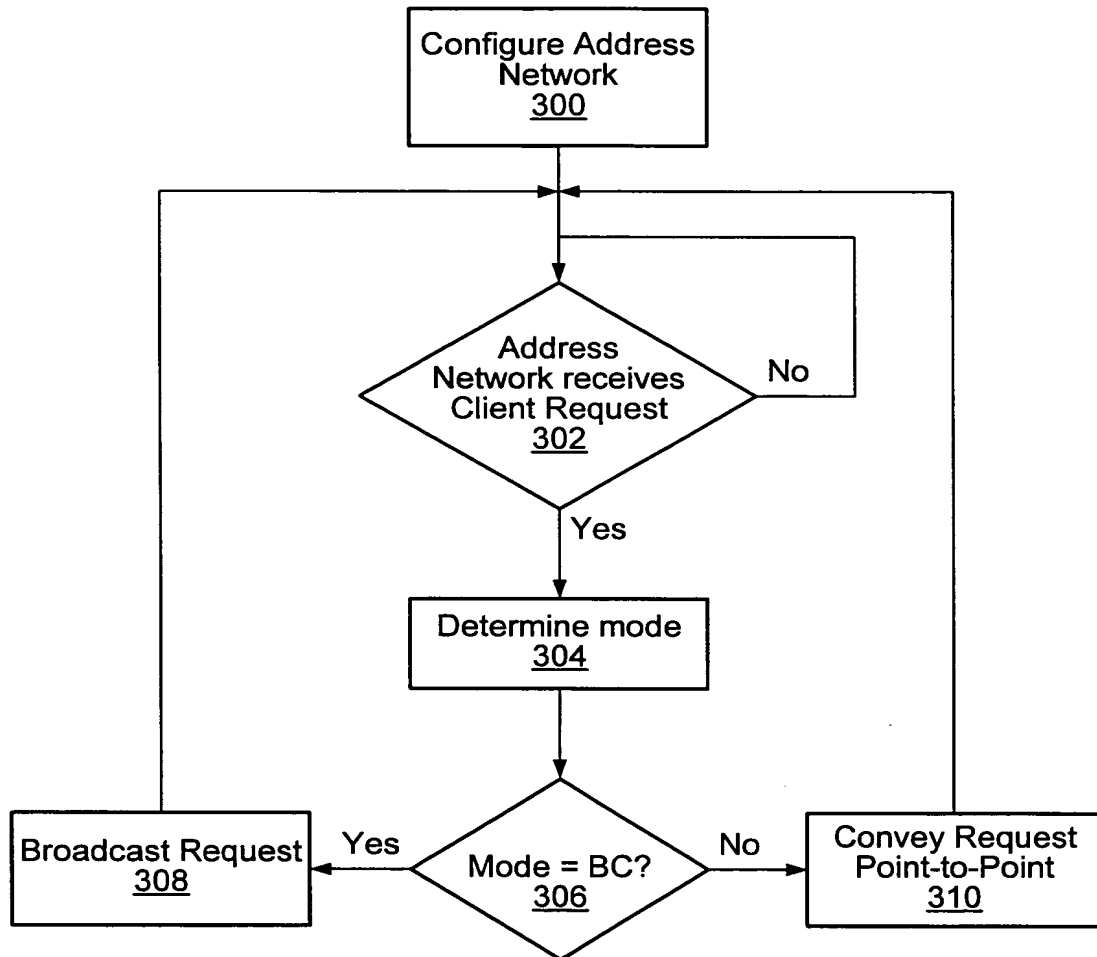 Configure Address
Network
300
Address
Network receives
Client Request
302
No
Yes
Determine mode
304
Broadcast Request
308
Yes
Mode = BC?
306
No
Convey Request
Point-to-Point
310